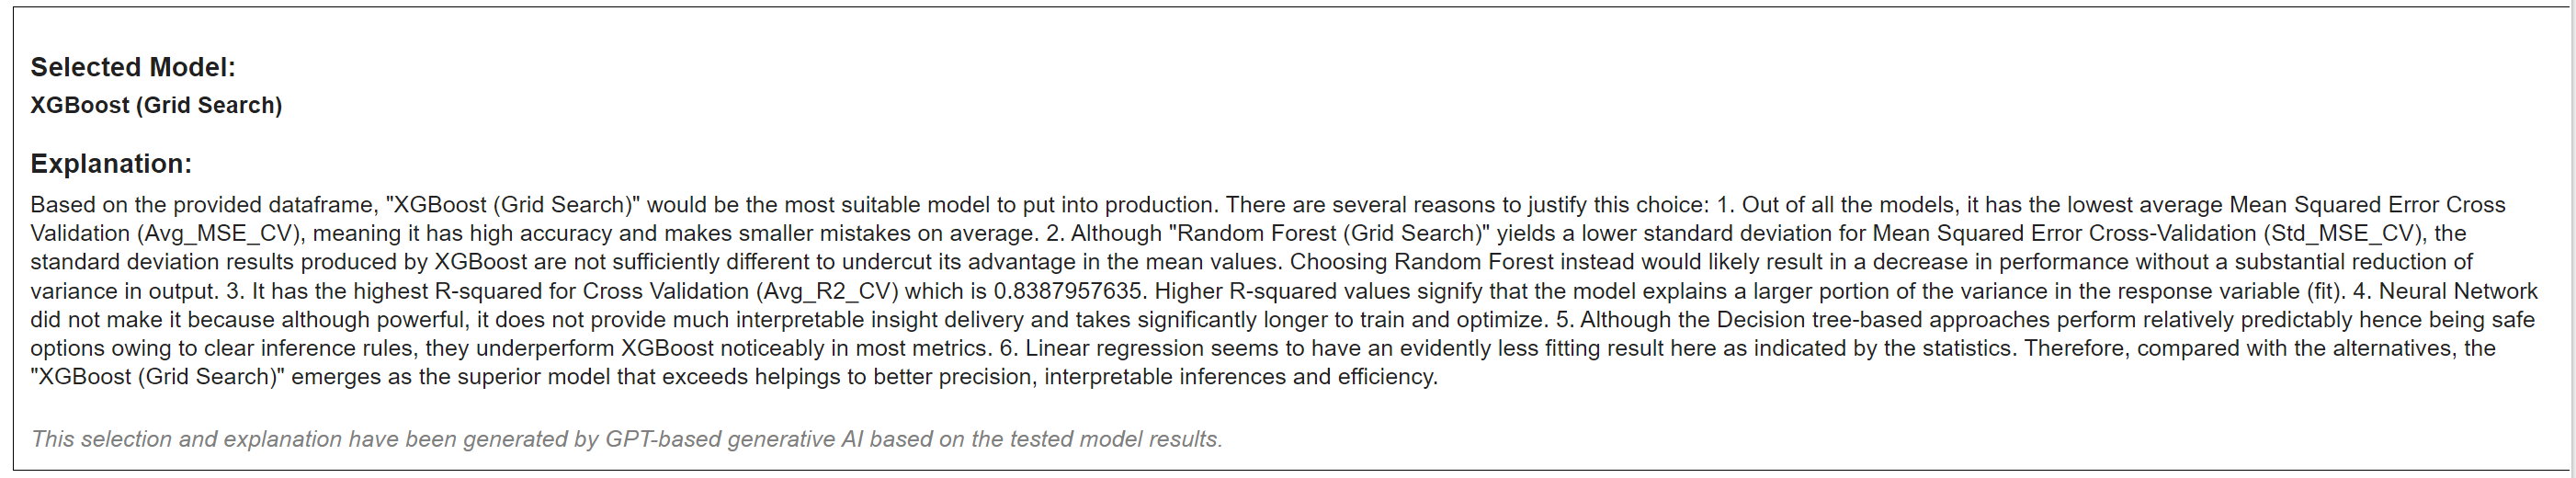 Selected Model:
XGBoost (Grid Search)
Explanation:
Based on the provided dataframe, "XGBoost (Grid Search)" would be the most suitable model to put into production. There are several reasons to justify this choice: 1. Out of all the models, it has the lowest average Mean Squared Error Cross
Validation (Avg_MSE_CV), meaning it has high accuracy and makes smaller mistakes on average. 2. Although "Random Forest (Grid Search)" yields a lower standard deviation for Mean Squared Error Cross-Validation (Std_MSE_CV), the
standard deviation results produced by XGBoost are not sufficiently different to undercut its advantage in the mean values. Choosing Random Forest instead would likely result in a decrease in performance without a substantial reduction of
variance in output. 3. It has the highest R-squared for Cross Validation (Avg_R2_CV) which is 0.8387957635. Higher R-squared values signify that the model explains a larger portion of the variance in the response variable (fit). 4. Neural Network
did not make it because although powerful, it does not provide much interpretable insight delivery and takes significantly longer to train and optimize. 5. Although the Decision tree-based approaches perform relatively predictably hence being safe
options owing to clear inference rules, they underperform XGBoost noticeably in most metrics. 6. Linear regression seems to have an evidently less fitting result here as indicated by the statistics. Therefore, compared with the alternatives, the
"XGBoost (Grid Search)" emerges as the superior model that exceeds helpings to better precision, interpretable inferences and efficiency.
This selection and explanation have been generated by GPT-based generative AI based on the tested model results.